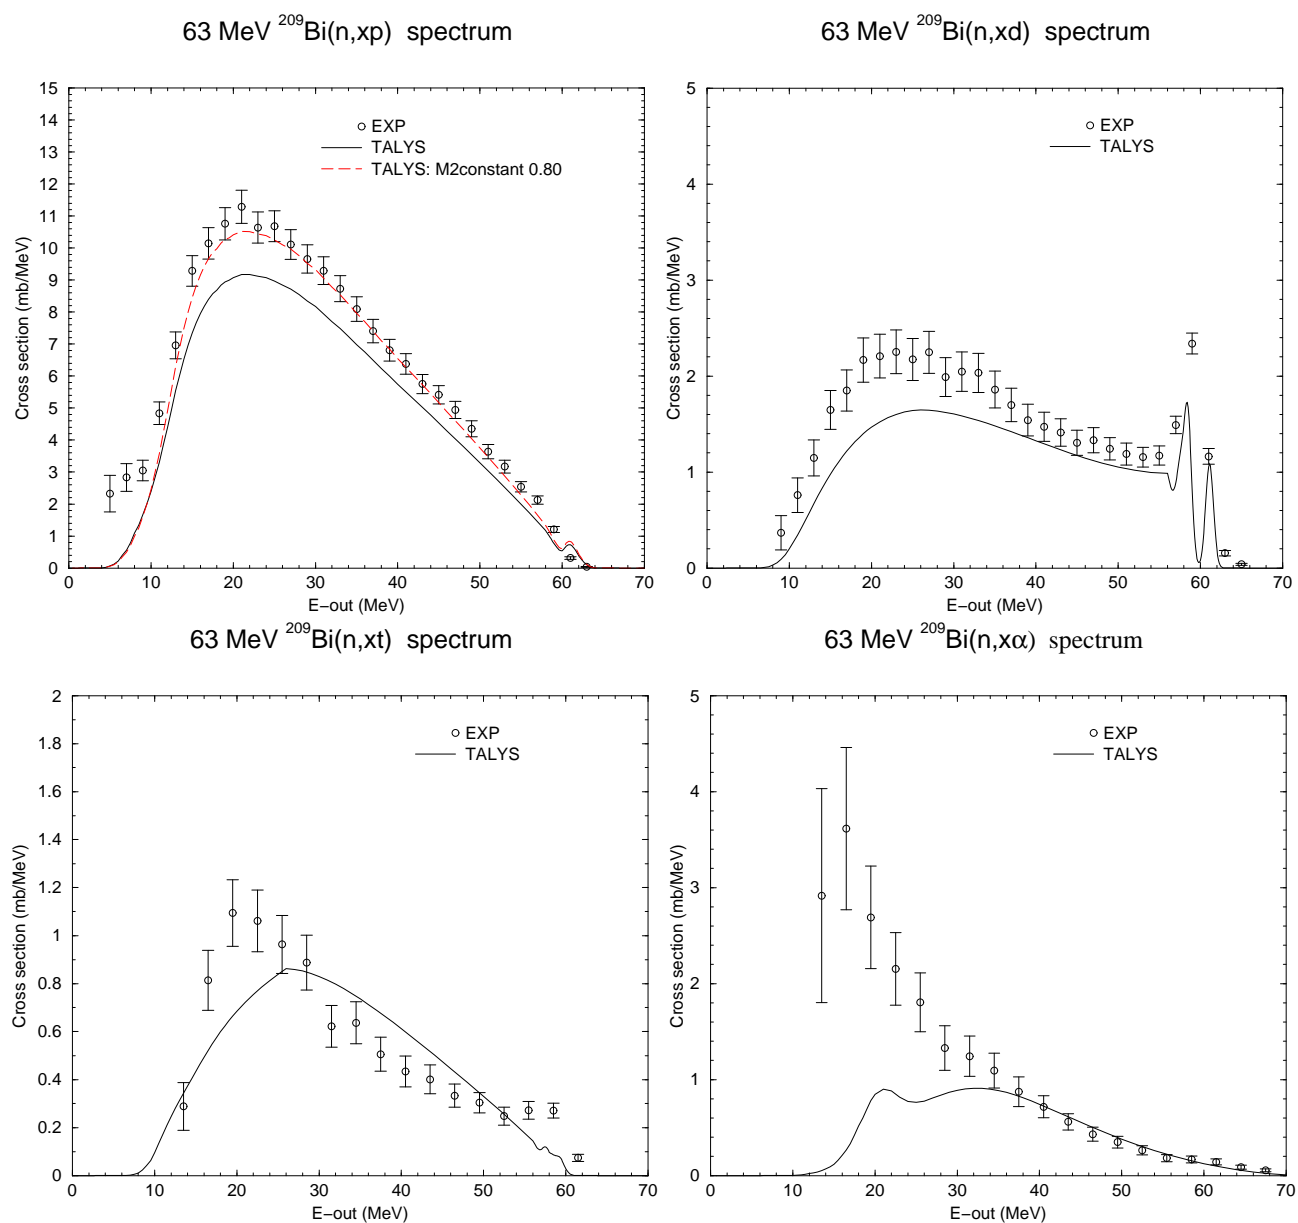 63 MeV ²⁰⁹Bi(n,xp) spectrum
15
14
13
12
11
10
9
8
7
6
5
4
3
2
1
0
Cross section (mb/MeV)
EXP
TALYS
TALYS: M2constant 0.80
0 10 20 30 40 50 60 70
E−out (MeV)
63 MeV ²⁰⁹Bi(n,xd) spectrum
5
4
3
2
1
0
Cross section (mb/MeV)
EXP
TALYS
0 10 20 30 40 50 60 70
E−out (MeV)
63 MeV ²⁰⁹Bi(n,xt) spectrum
2
1.8
1.6
1.4
1.2
1
0.8
0.6
0.4
0.2
0
Cross section (mb/MeV)
EXP
TALYS
0 10 20 30 40 50 60 70
E−out (MeV)
63 MeV ²⁰⁹Bi(n,xα) spectrum
5
4
3
2
1
0
Cross section (mb/MeV)
EXP
TALYS
0 10 20 30 40 50 60 70
E−out (MeV)